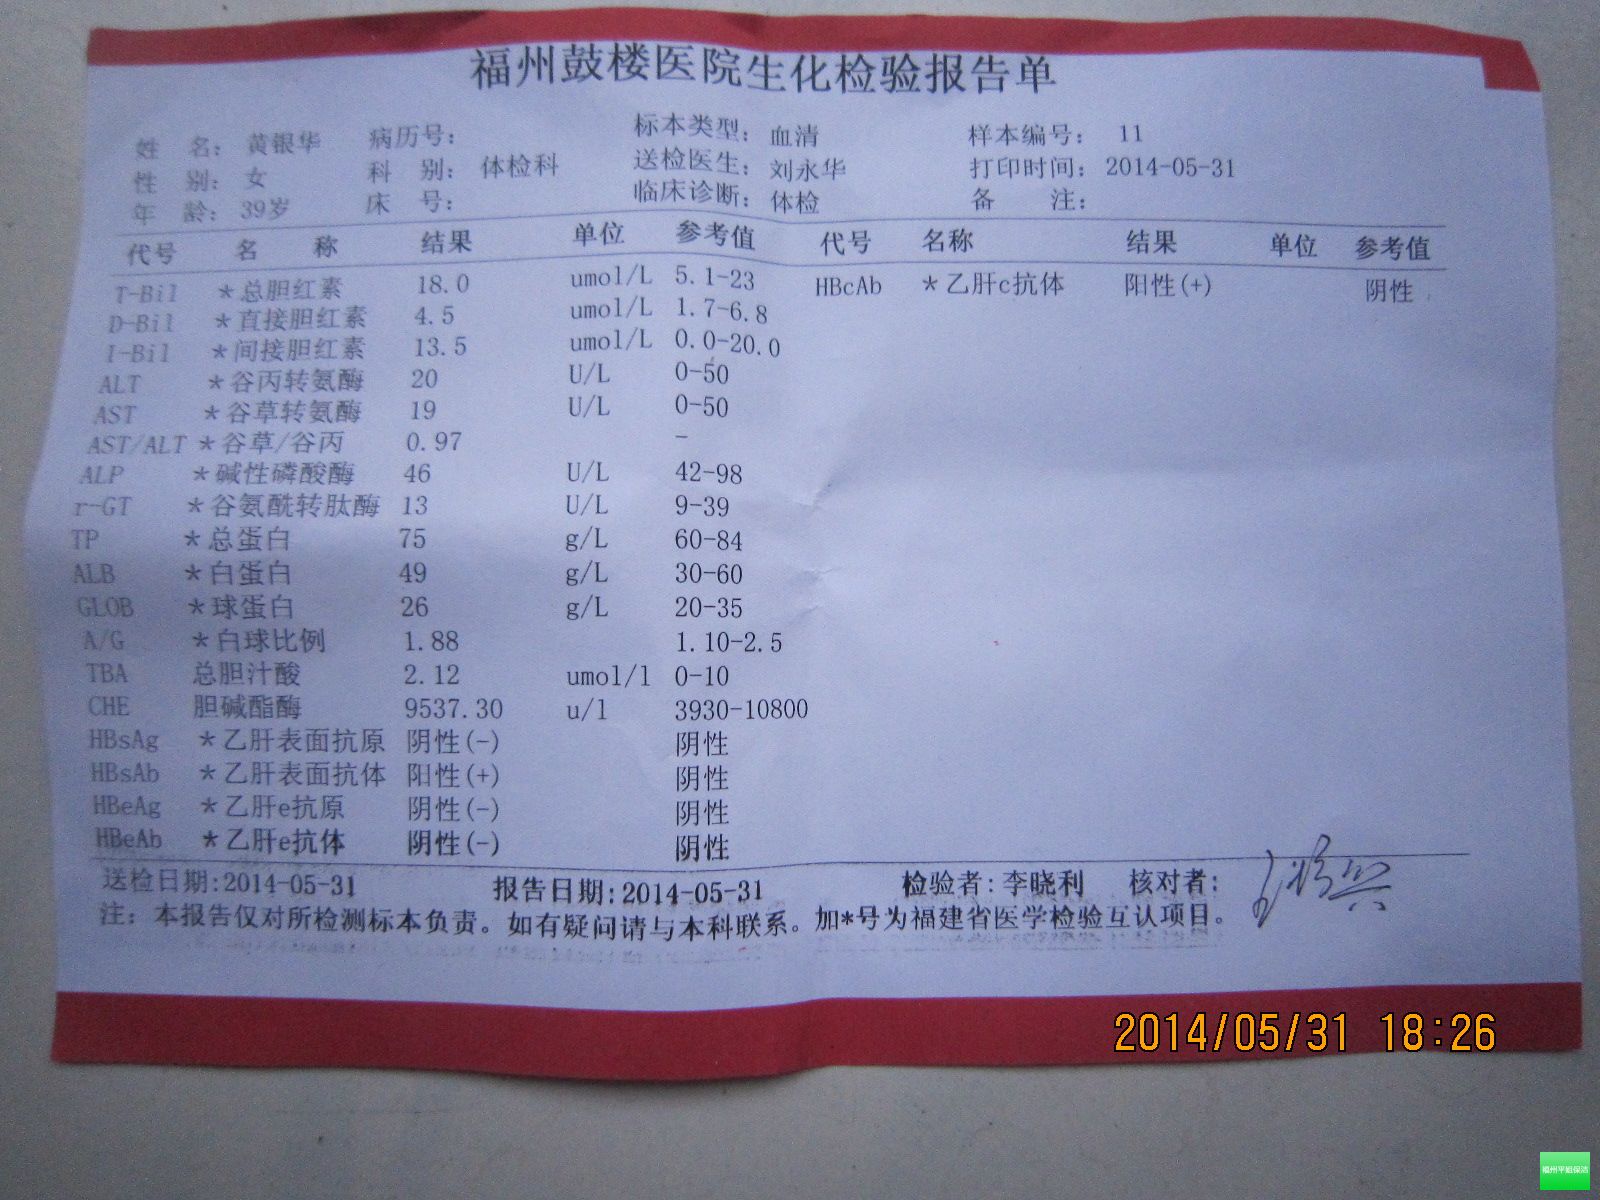 福州鼓楼医院生化检验报告单
姓 名: 黄银华 病历号: 标本类型: 血清 样本编号: 11
性 别: 女 科 别: 体检科 送检医生: 刘永华 打印时间: 2014-05-31
年 龄: 39岁 床 号: 临床诊断: 体检 备 注:
代号 名 称 结果 单位 参考值 代号 名称 结果 单位 参考值
T-Bil *总胆红素 18.0 umol/L 5.1-23 HBcAb *乙肝c抗体 阳性(+) 阴性
D-Bil *直接胆红素 4.5 umol/L 1.7-6.8
I-Bil *间接胆红素 13.5 umol/L 0.0-20.0
ALT *谷丙转氨酶 20 U/L 0-50
AST *谷草转氨酶 19 U/L 0-50
AST/ALT *谷草/谷丙 0.97 -
ALP *碱性磷酸酶 46 U/L 42-98
r-GT *谷氨酰转肽酶 13 U/L 9-39
TP *总蛋白 75 g/L 60-84
ALB *白蛋白 49 g/L 30-60
GLOB *球蛋白 26 g/L 20-35
A/G *白球比例 1.88 1.10-2.5
TBA 总胆汁酸 2.12 umol/l 0-10
CHE 胆碱酯酶 9537.30 u/l 3930-10800
HBsAg *乙肝表面抗原 阴性(-) 阴性
HBsAb *乙肝表面抗体 阳性(+) 阴性
HBeAg *乙肝e抗原 阴性(-) 阴性
HBeAb *乙肝e抗体 阴性(-) 阴性
送检日期:2014-05-31 报告日期:2014-05-31 检验者:李晓利 核对者:
注: 本报告仅对所检测标本负责。如有疑问请与本科联系。加*号为福建省医学检验互认项目。
2014/05/31 18:26
福州平姐保洁